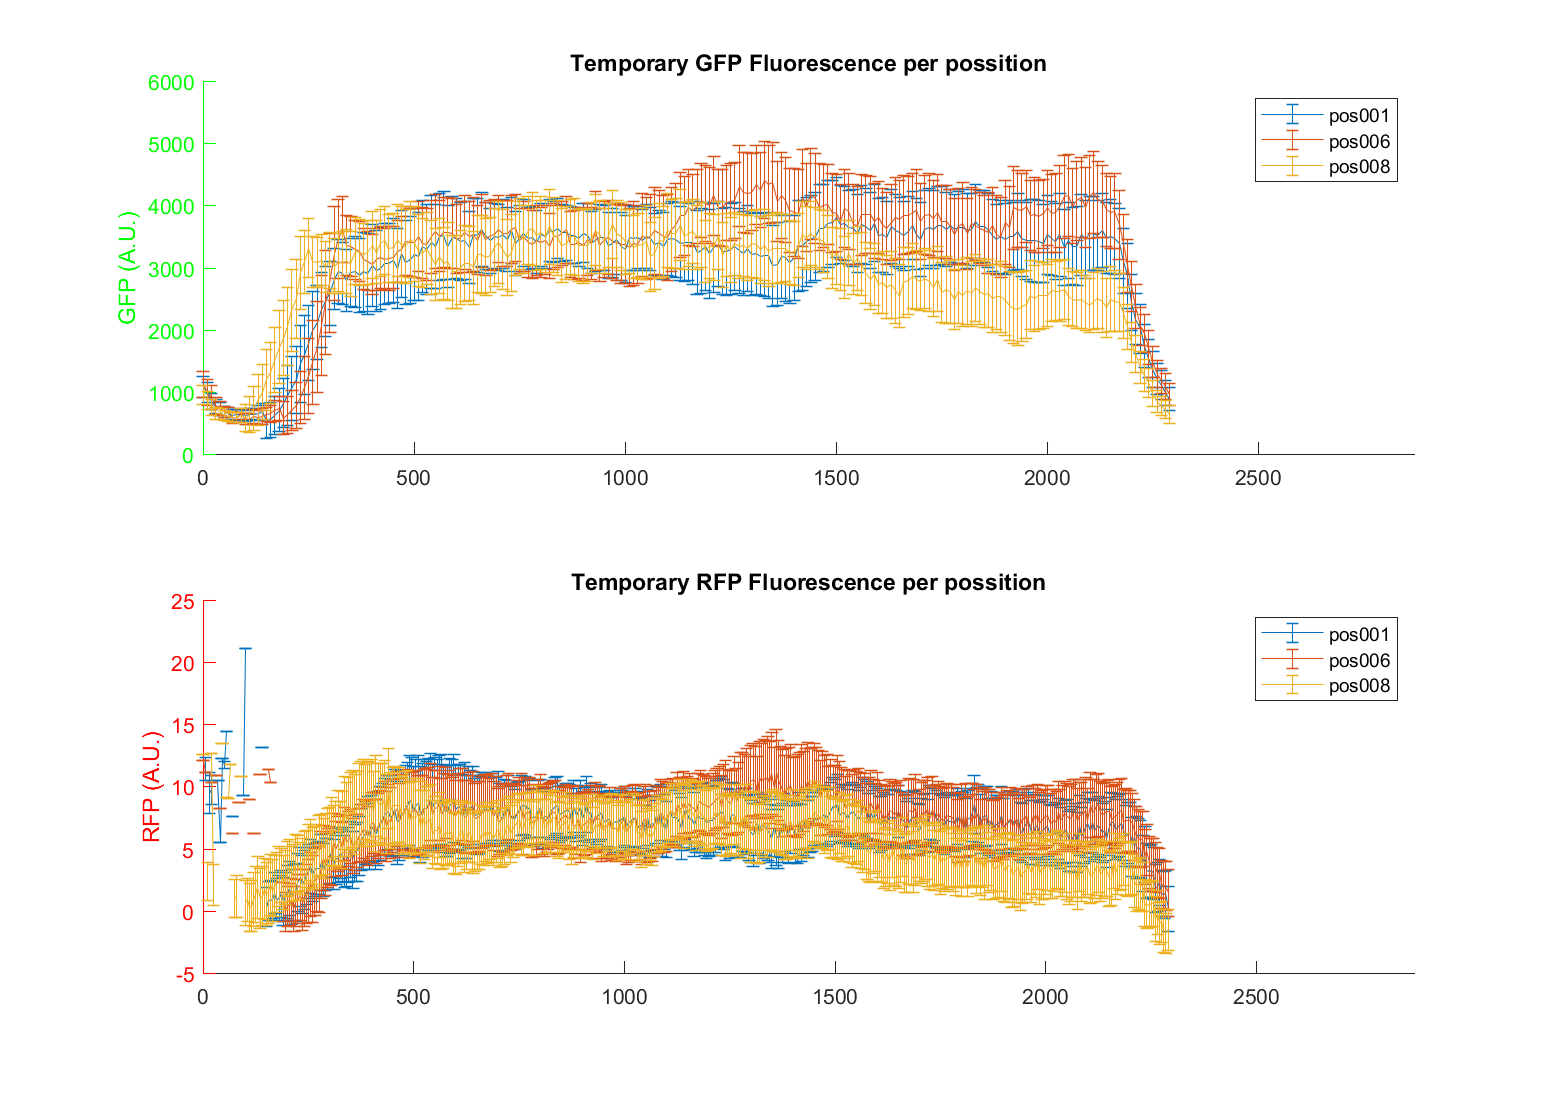 Temporary GFP Fluorescence per possition
GFP (A.U.)
6000
5000
4000
3000
2000
1000
0
0 500 1000 1500 2000 2500
pos001
pos006
pos008
Temporary RFP Fluorescence per possition
RFP (A.U.)
25
20
15
10
5
0
-5
0 500 1000 1500 2000 2500
pos001
pos006
pos008